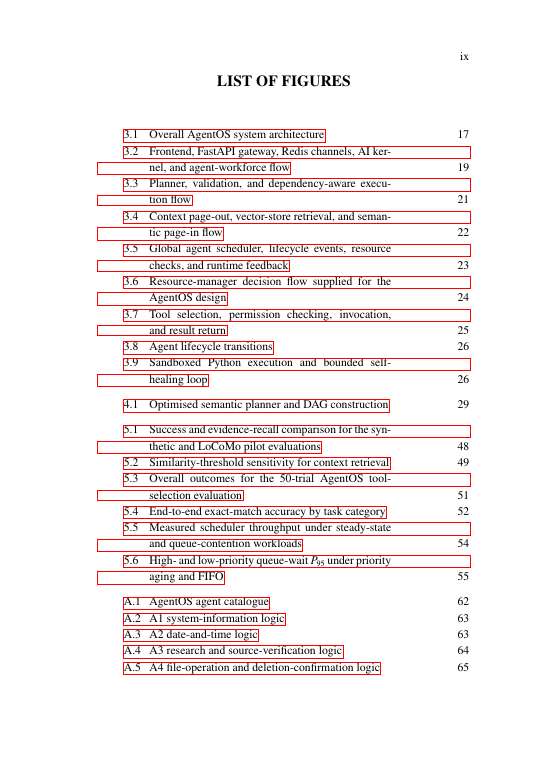 ix
LIST OF FIGURES
3.1 Overall AgentOS system architecture 17
3.2 Frontend, FastAPI gateway, Redis channels, AI ker-
nel, and agent-workforce flow 19
3.3 Planner, validation, and dependency-aware execu-
tion flow 21
3.4 Context page-out, vector-store retrieval, and seman-
tic page-in flow 22
3.5 Global agent scheduler, lifecycle events, resource
checks, and runtime feedback 23
3.6 Resource-manager decision flow supplied for the
AgentOS design 24
3.7 Tool selection, permission checking, invocation,
and result return 25
3.8 Agent lifecycle transitions 26
3.9 Sandboxed Python execution and bounded self-
healing loop 26
4.1 Optimised semantic planner and DAG construction 29
5.1 Success and evidence-recall comparison for the syn-
thetic and LoCoMo pilot evaluations 48
5.2 Similarity-threshold sensitivity for context retrieval 49
5.3 Overall outcomes for the 50-trial AgentOS tool-
selection evaluation 51
5.4 End-to-end exact-match accuracy by task category 52
5.5 Measured scheduler throughput under steady-state
and queue-contention workloads 54
5.6 High- and low-priority queue-wait P95 under priority
aging and FIFO 55
A.1 AgentOS agent catalogue 62
A.2 A1 system-information logic 63
A.3 A2 date-and-time logic 63
A.4 A3 research and source-verification logic 64
A.5 A4 file-operation and deletion-confirmation logic 65